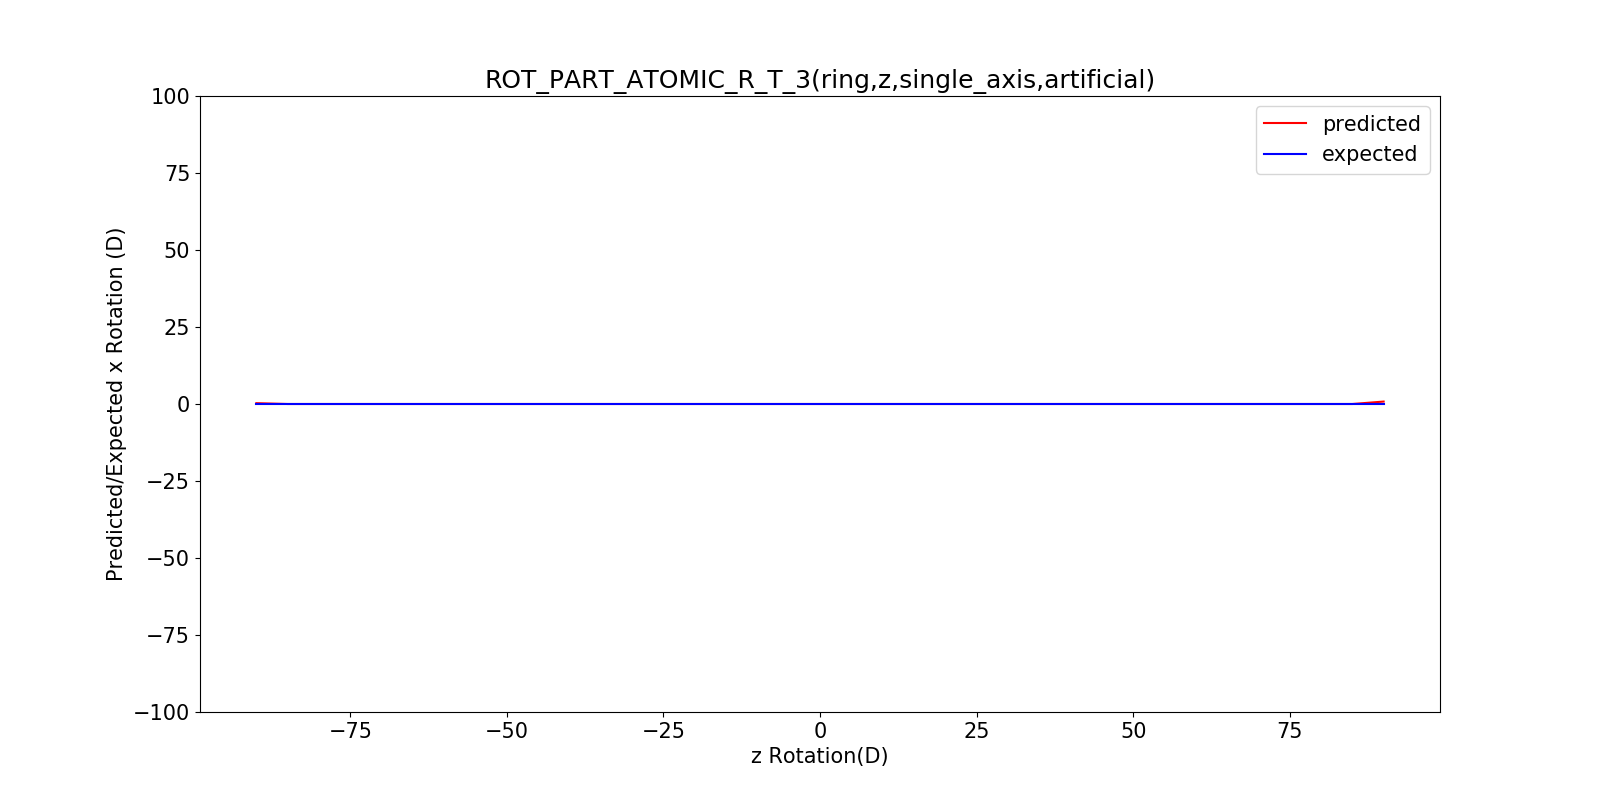 ROT_PART_ATOMIC_R_T_3(ring,z,single_axis,artificial)
predicted
expected
Predicted/Expected x Rotation (D)
100
75
50
25
0
−25
−50
−75
−100
−75 −50 −25 0 25 50 75
z Rotation(D)